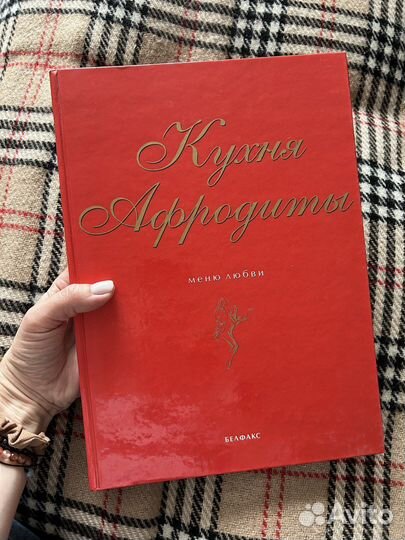 Кухня
Афродиты
меню любви
БЕЛФАКС
Avito